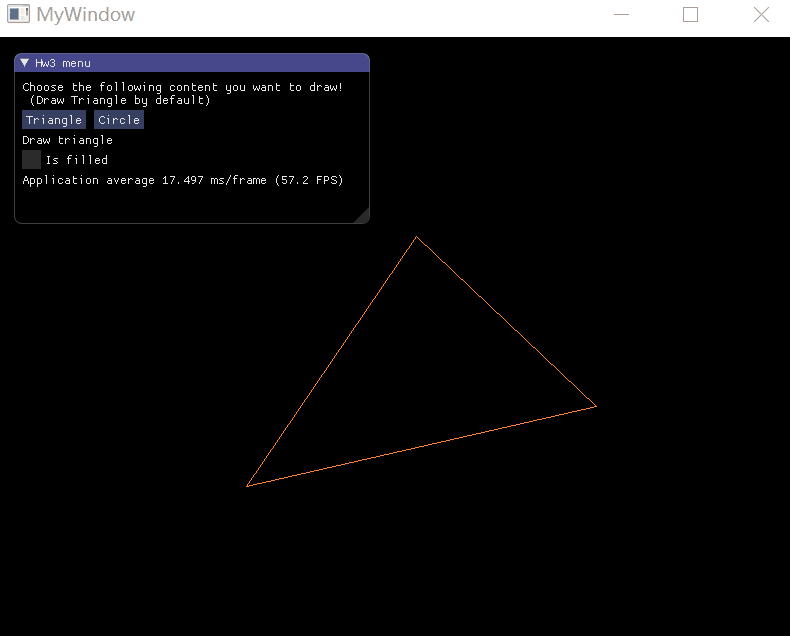 MyWindow
Hw3 menu
Choose the following content you want to draw!
(Draw Triangle by default)
Triangle Circle
Draw triangle
Is filled
Application average 17.497 ms/frame (57.2 FPS)